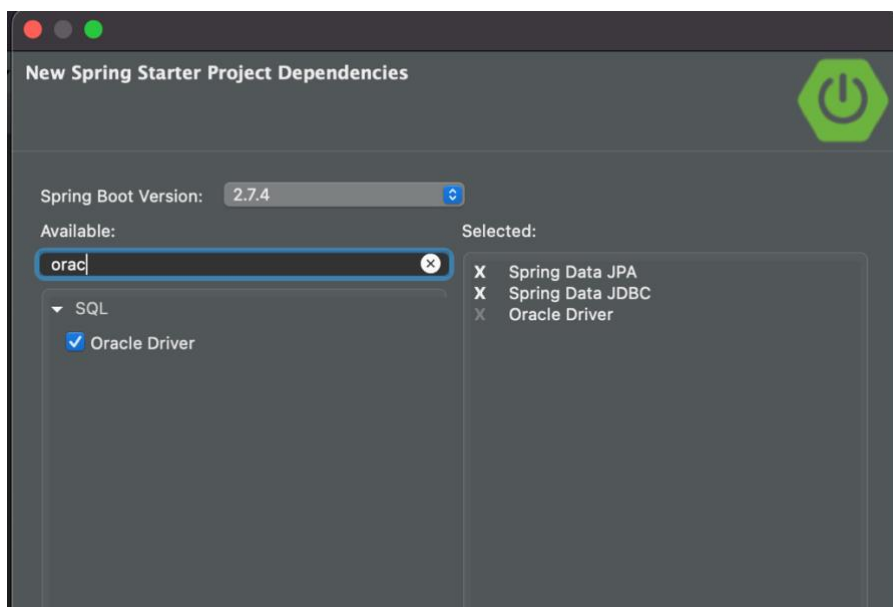 New Spring Starter Project Dependencies
Spring Boot Version: 2.7.4
Available:
orac
SQL
Oracle Driver
Selected:
X Spring Data JPA
X Spring Data JDBC
X Oracle Driver